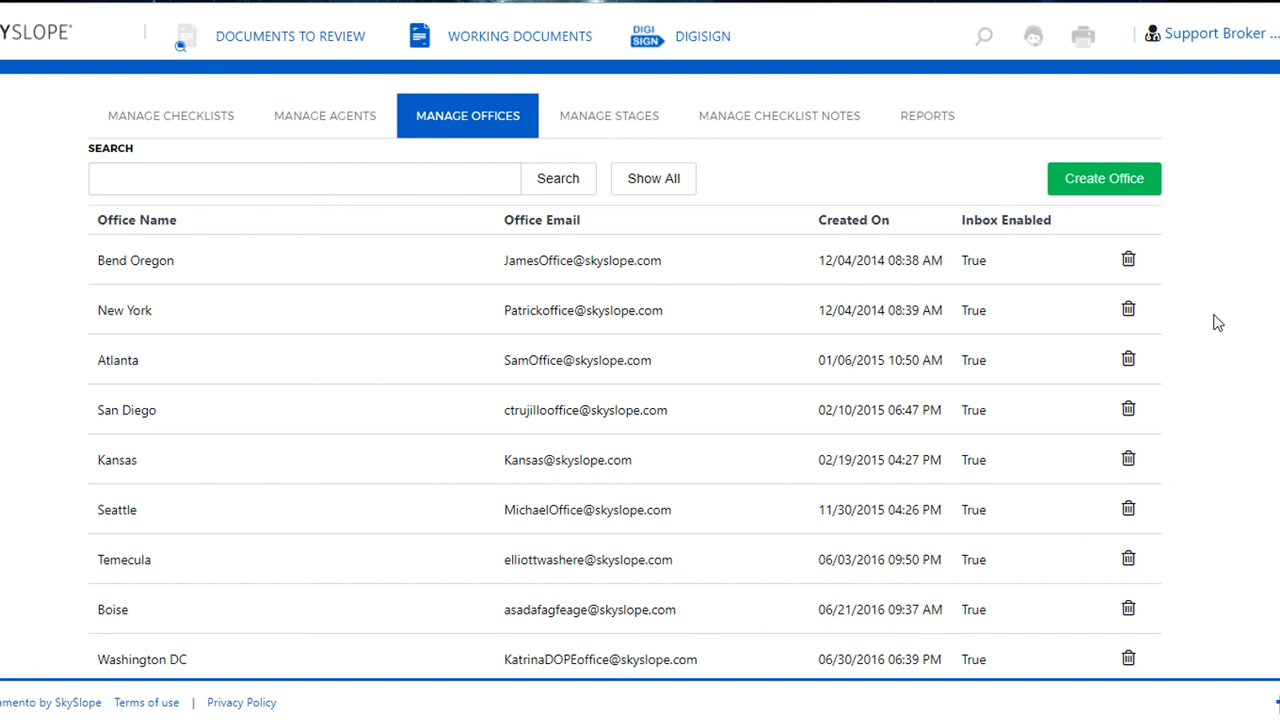 YSLOPE
DOCUMENTS TO REVIEW
WORKING DOCUMENTS
DIGI SIGN
DIGISIGN
Support Broker ...
MANAGE CHECKLISTS
MANAGE AGENTS
MANAGE OFFICES
MANAGE STAGES
MANAGE CHECKLIST NOTES
REPORTS
SEARCH
Search
Show All
Create Office
Office Name Office Email Created On Inbox Enabled
Bend Oregon JamesOffice@skyslope.com 12/04/2014 08:38 AM True
New York Patrickoffice@skyslope.com 12/04/2014 08:39 AM True
Atlanta SamOffice@skyslope.com 01/06/2015 10:50 AM True
San Diego ctrujillooffice@skyslope.com 02/10/2015 06:47 PM True
Kansas Kansas@skyslope.com 02/19/2015 04:27 PM True
Seattle MichaelOffice@skyslope.com 11/30/2015 04:26 PM True
Temecula elliottwashere@skyslope.com 06/03/2016 09:50 PM True
Boise asadafagfeage@skyslope.com 06/21/2016 09:37 AM True
Washington DC KatrinaDOPEoffice@skyslope.com 06/30/2016 06:39 PM True
amento by SkySlope Terms of use | Privacy Policy